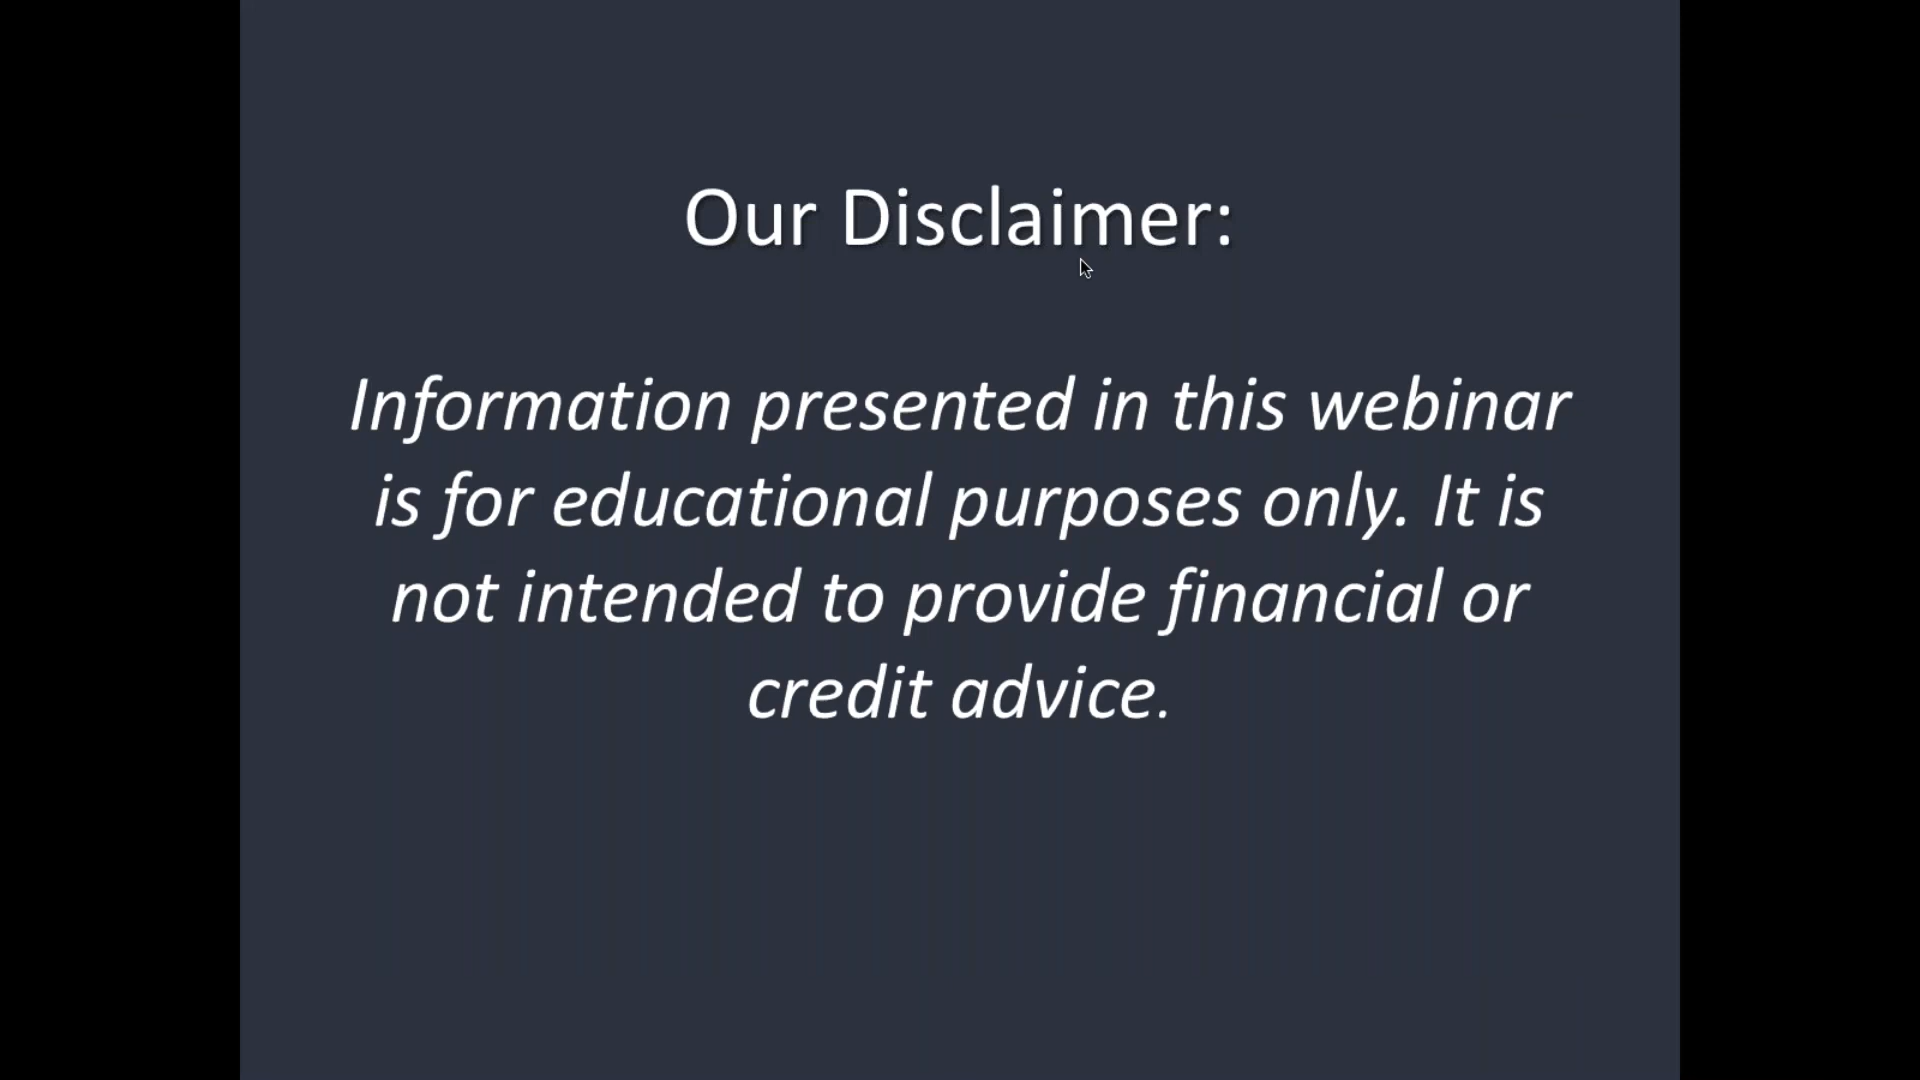 Our Disclaimer:
Information presented in this webinar
is for educational purposes only. It is
not intended to provide financial or
credit advice.